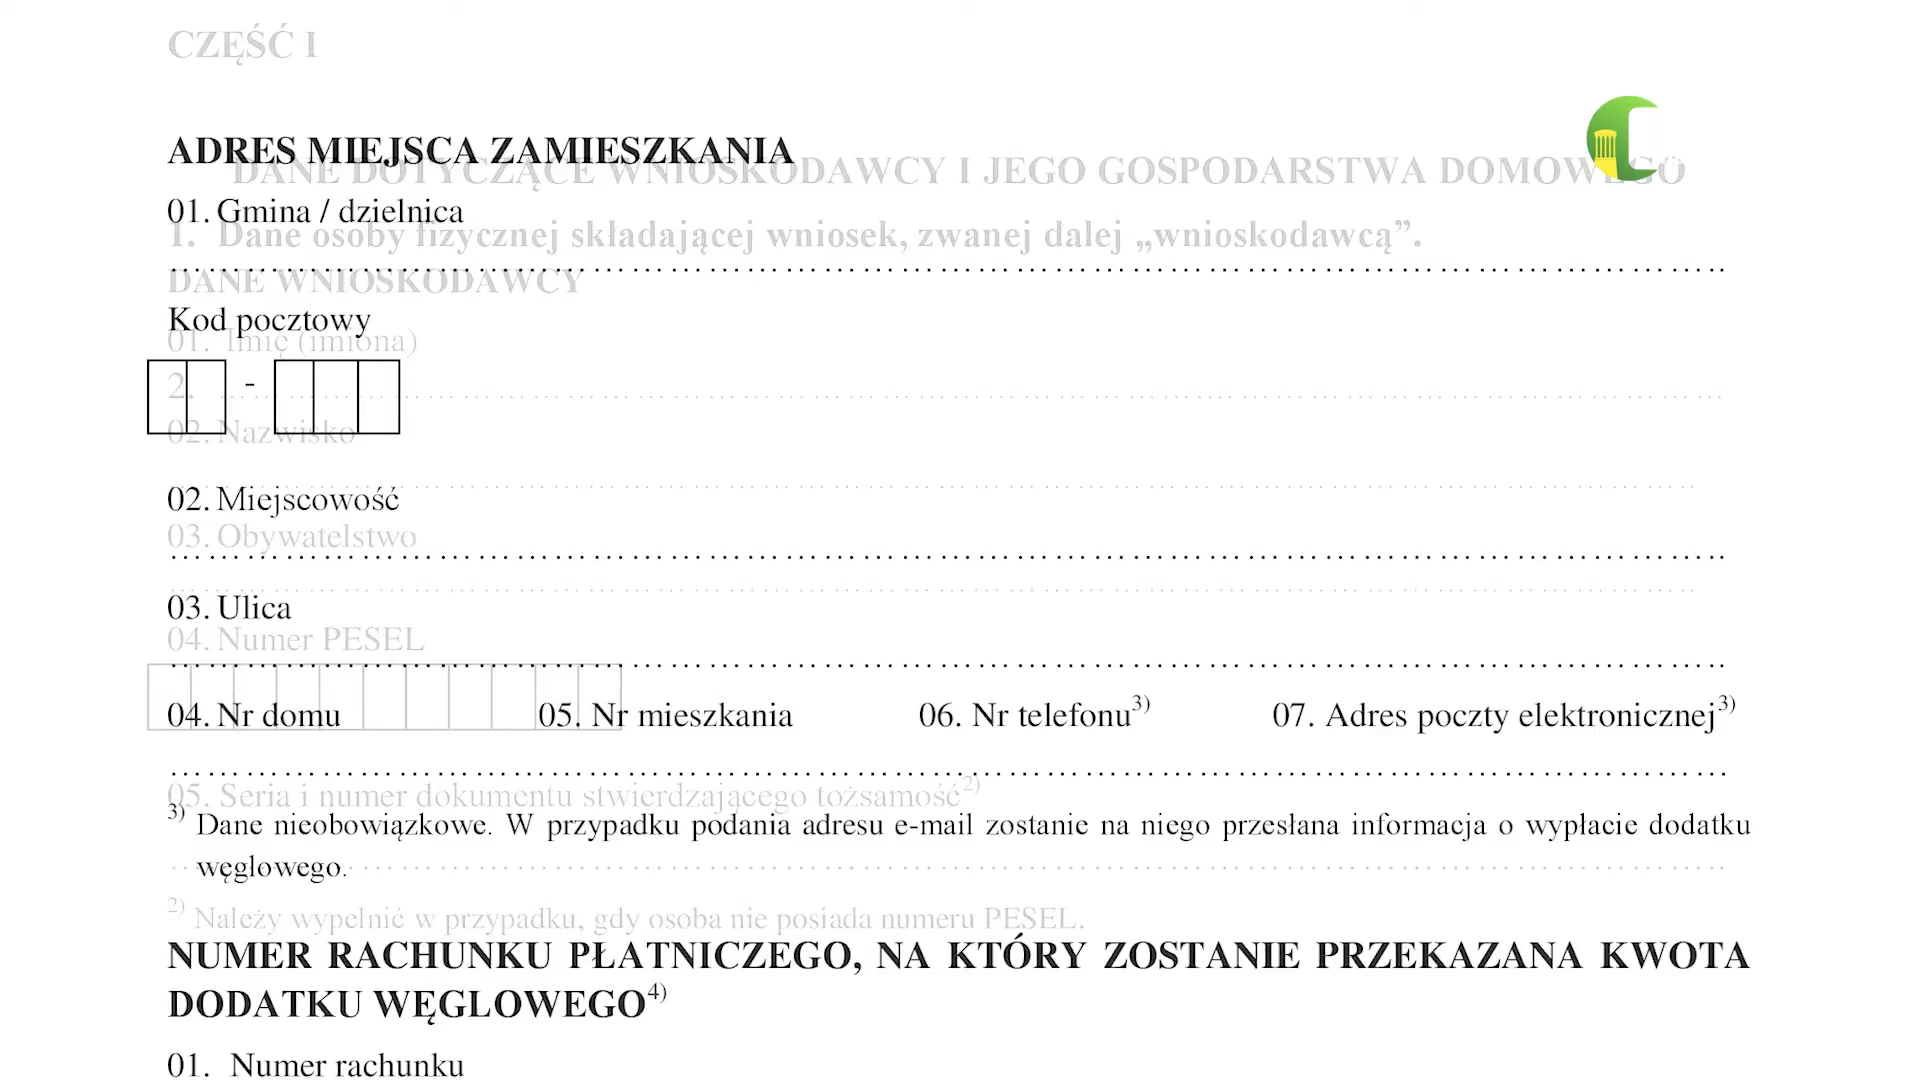 CZĘŚĆ I
ADRES MIEJSCA ZAMIESZKANIA
DANE DOTYCZĄCE WNIOSKODAWCY I JEGO GOSPODARSTWA DOMOWEGO
01. Gmina / dzielnica
1. Dane osoby fizycznej składającej wniosek, zwanej dalej „wnioskodawcą”.
DANE WNIOSKODAWCY
Kod pocztowy
01. Imię (imiona)
-
2.
02. Nazwisko
02. Miejscowość
03. Obywatelstwo
03. Ulica
04. Numer PESEL
04. Nr domu 05. Nr mieszkania 06. Nr telefonu3) 07. Adres poczty elektronicznej3)
05. Seria i numer dokumentu stwierdzającego tożsamość2)
3) Dane nieobowiązkowe. W przypadku podania adresu e-mail zostanie na niego przesłana informacja o wypłacie dodatku
węglowego.
2) Należy wypełnić w przypadku, gdy osoba nie posiada numeru PESEL.
NUMER RACHUNKU PŁATNICZEGO, NA KTÓRY ZOSTANIE PRZEKAZANA KWOTA
DODATKU WĘGLOWEGO4)
01. Numer rachunku